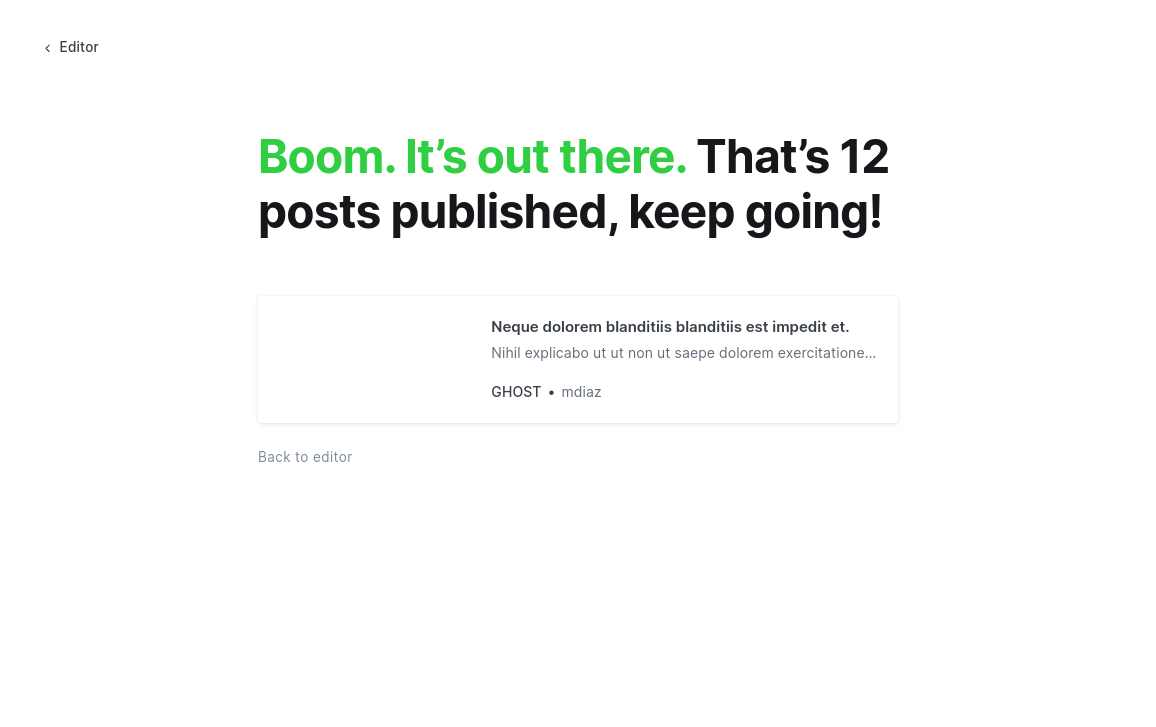 Editor
Boom. It’s out there. That’s 12
posts published, keep going!
Neque dolorem blanditiis blanditiis est impedit et.
Nihil explicabo ut ut non ut saepe dolorem exercitatione…
GHOST • mdiaz
Back to editor